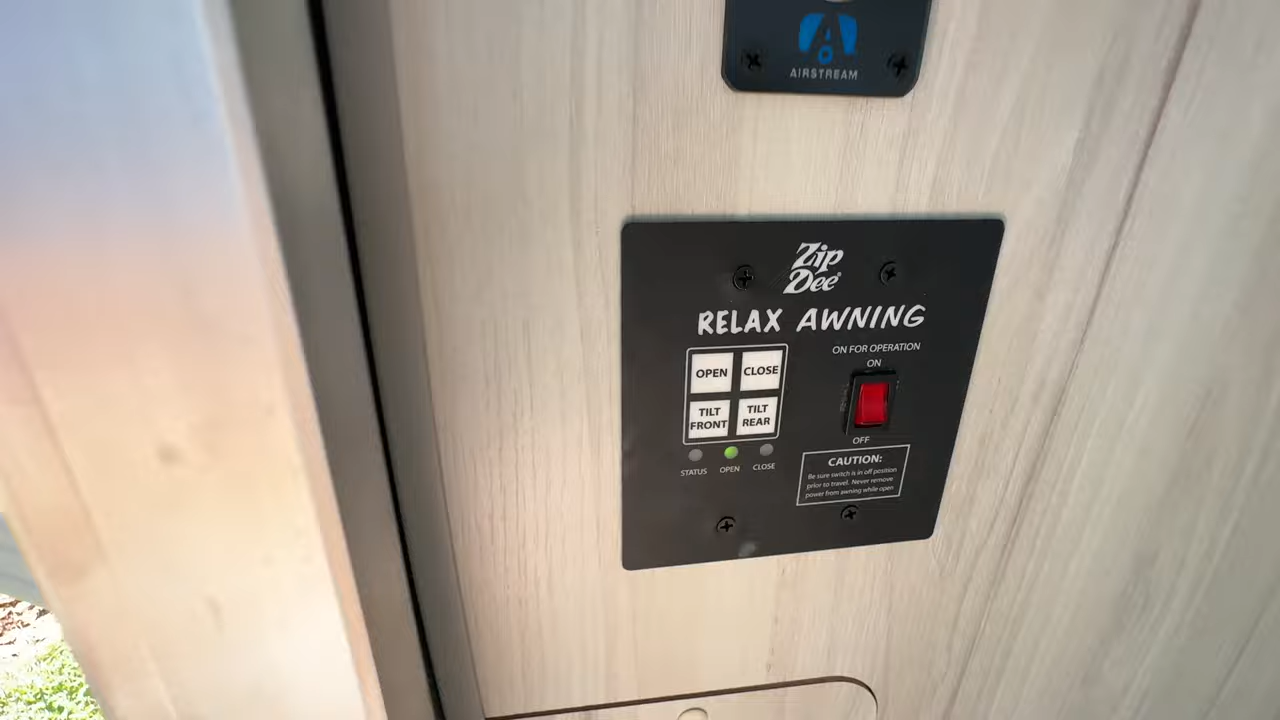 AIRSTREAM
Zip
Dee
RELAX AWNING
OPEN CLOSE
TILT FRONT
TILT REAR
STATUS OPEN CLOSE
ON FOR OPERATION
ON
OFF
CAUTION:
Be sure switch is in off position
prior to travel. Never remove
power from awning while open